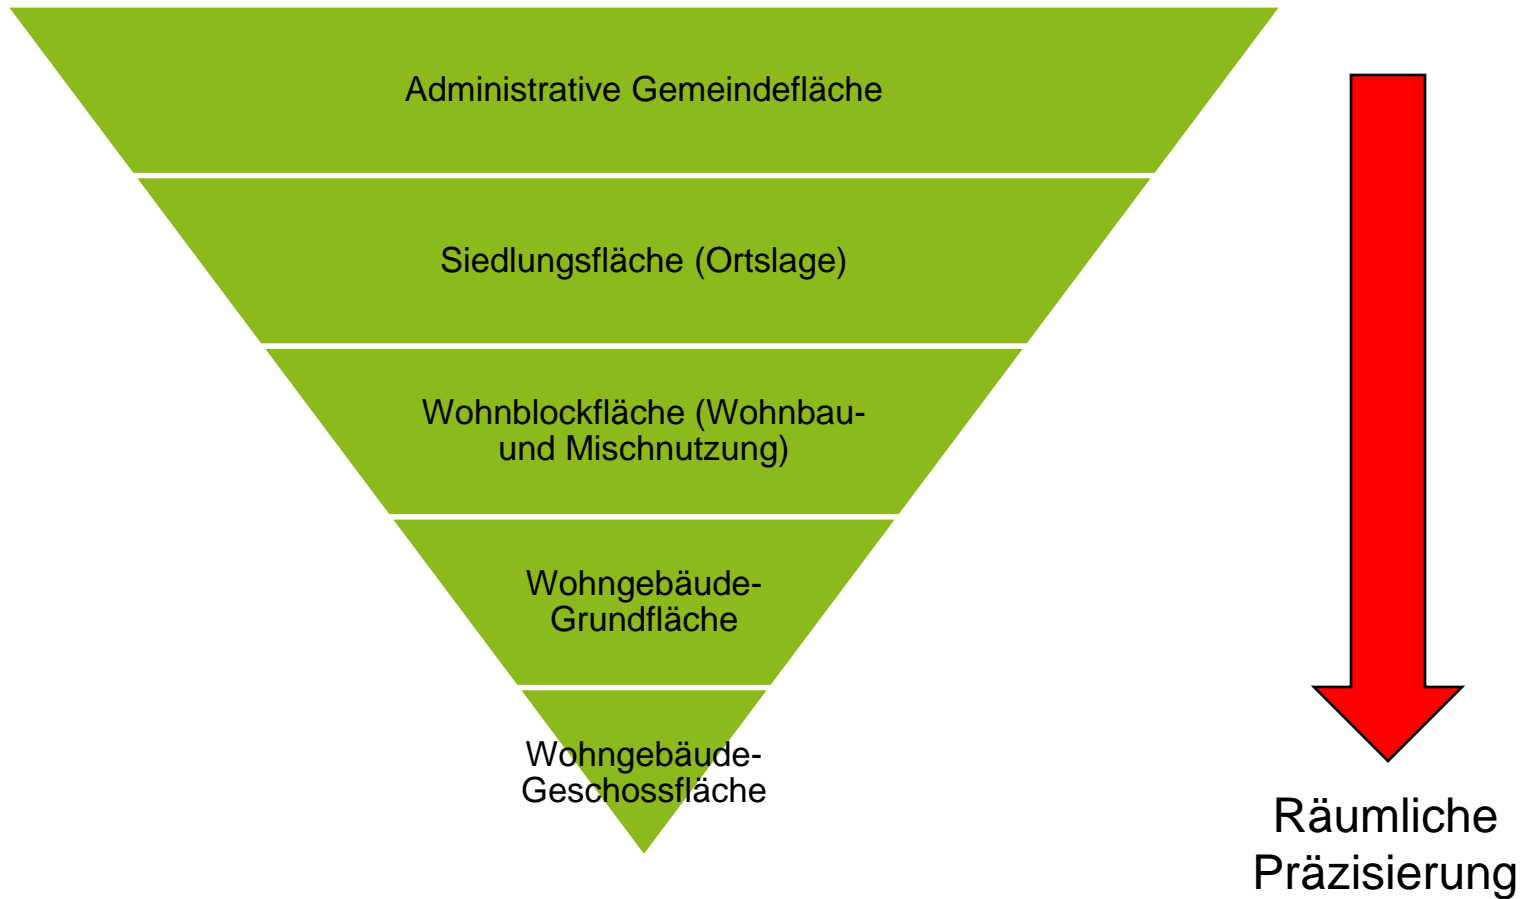 Administrative Gemeindefläche
Siedlungsfläche (Ortslage)
Wohnblockfläche (Wohnbau-
und Mischnutzung)
Wohngebäude-
Grundfläche
Wohngebäude-
Geschossfläche
Räumliche
Präzisierung